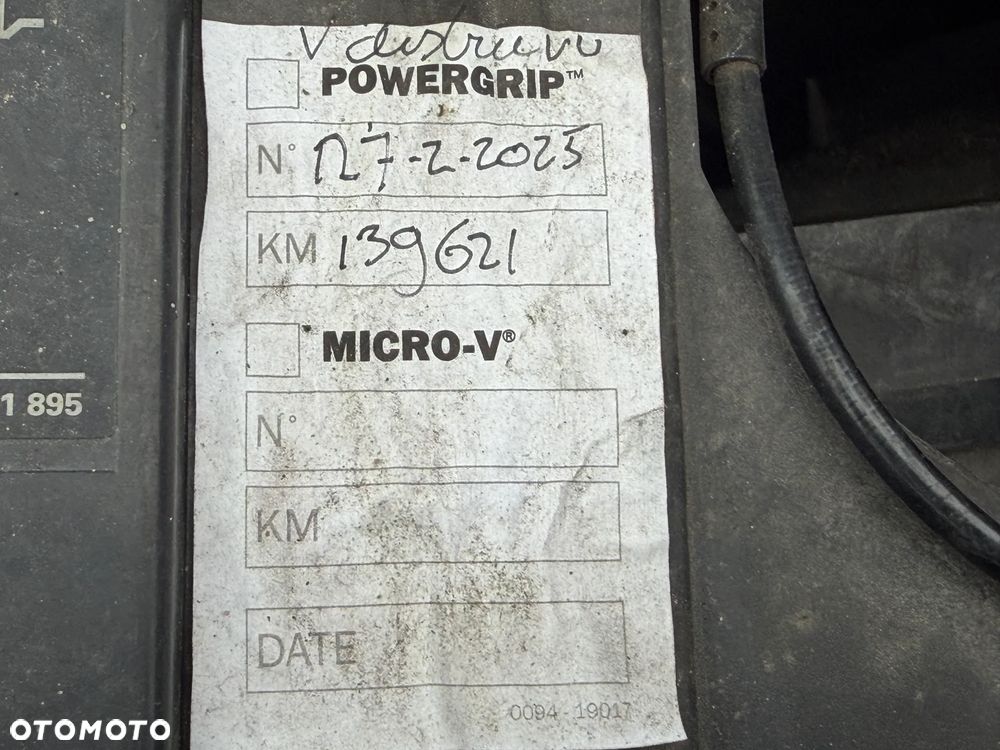 POWERGRIP™
N° 27-2-2025
KM 139621
MICRO-V®
N°
KM
DATE
0094-19017
1 895
OTOMOTO